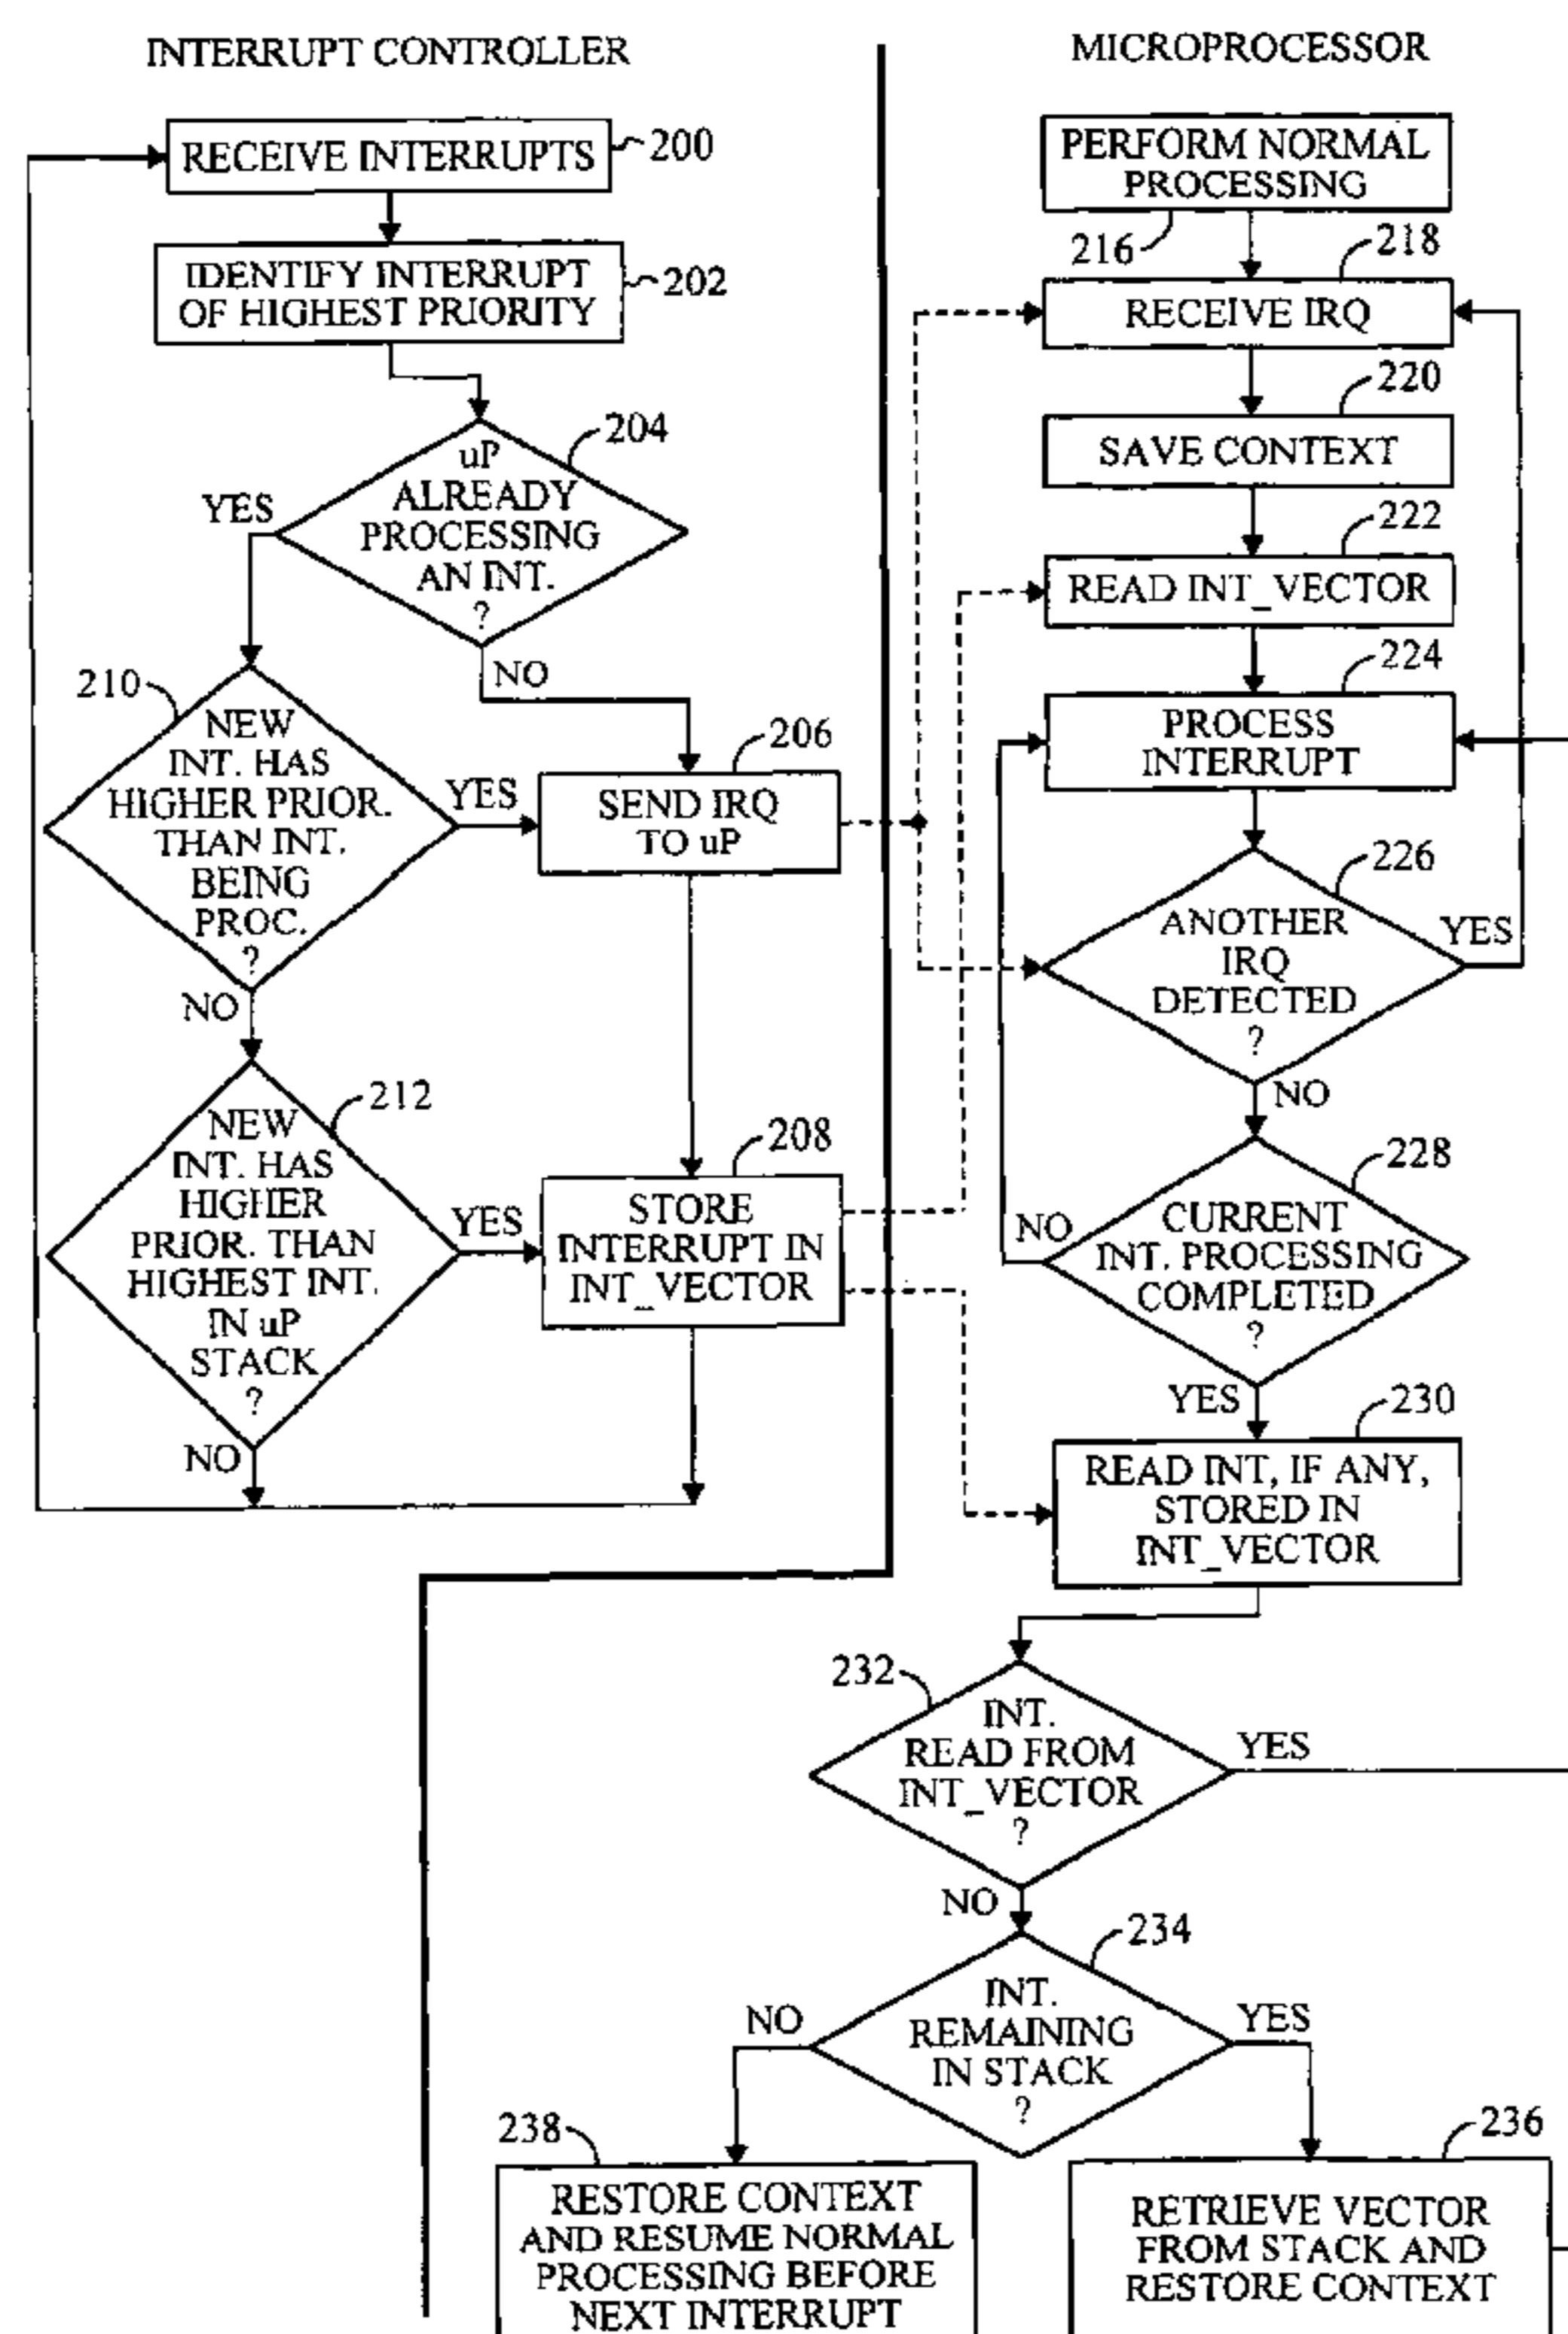 INTERRUPT CONTROLLER
RECEIVE INTERRUPTS
200
IDENTIFY INTERRUPT
OF HIGHEST PRIORITY
202
204
uP
ALREADY
PROCESSING
AN INT.
?
YES
NO
210
NEW
INT. HAS
HIGHER PRIOR.
THAN INT.
BEING
PROC.
?
YES
NO
206
SEND IRQ
TO uP
212
NEW
INT. HAS
HIGHER
PRIOR. THAN
HIGHEST INT.
IN uP
STACK
?
YES
NO
208
STORE
INTERRUPT IN
INT_VECTOR
MICROPROCESSOR
PERFORM NORMAL
PROCESSING
216
218
RECEIVE IRQ
220
SAVE CONTEXT
222
READ INT_VECTOR
224
PROCESS
INTERRUPT
226
ANOTHER
IRQ
DETECTED
?
YES
NO
228
CURRENT
INT. PROCESSING
COMPLETED
?
NO
YES
230
READ INT, IF ANY,
STORED IN
INT_VECTOR
232
INT.
READ FROM
INT_VECTOR
?
YES
NO
234
INT.
REMAINING
IN STACK
?
NO
YES
238
RESTORE CONTEXT
AND RESUME NORMAL
PROCESSING BEFORE
NEXT INTERRUPT
236
RETRIEVE VECTOR
FROM STACK AND
RESTORE CONTEXT